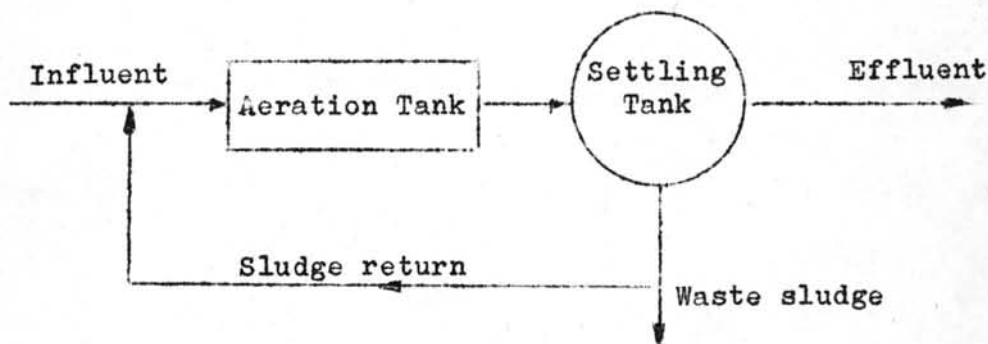 Influent
Aeration Tank
Settling
Tank
Effluent
Sludge return
Waste sludge